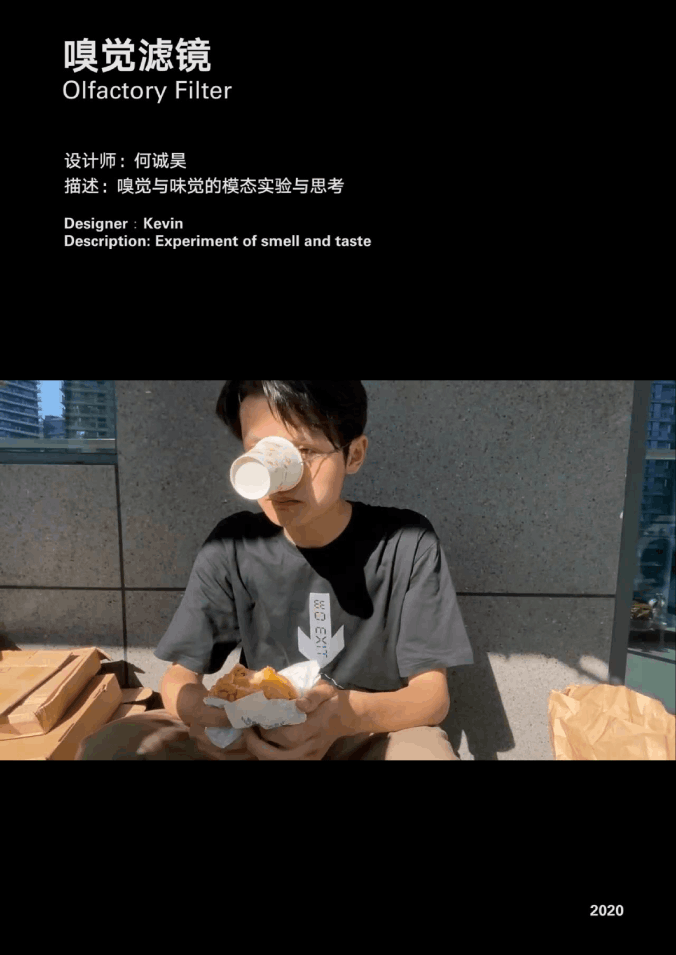 嗅觉滤镜
Olfactory Filter
设计师：何诚昊
描述：嗅觉与味觉的模态实验与思考
Designer：Kevin
Description: Experiment of smell and taste
WO EXIT
2020